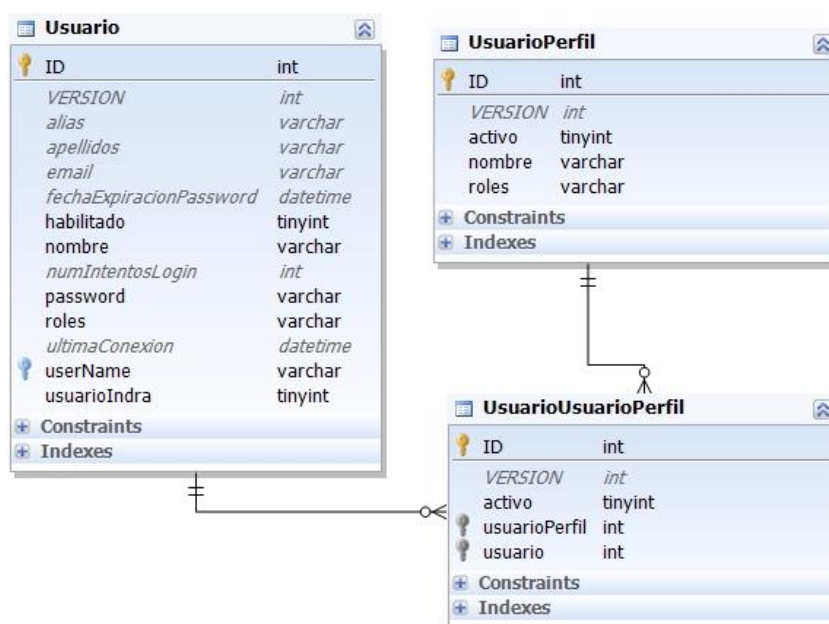 Usuario
ID int
VERSION int
alias varchar
apellidos varchar
email varchar
fechaExpiracionPassword datetime
habilitado tinyint
nombre varchar
numIntentosLogin int
password varchar
roles varchar
ultimaConexion datetime
userName varchar
usuarioIndra tinyint
Constraints
Indexes
UsuarioPerfil
ID int
VERSION int
activo tinyint
nombre varchar
roles varchar
Constraints
Indexes
UsuarioUsuarioPerfil
ID int
VERSION int
activo tinyint
usuarioPerfil int
usuario int
Constraints
Indexes